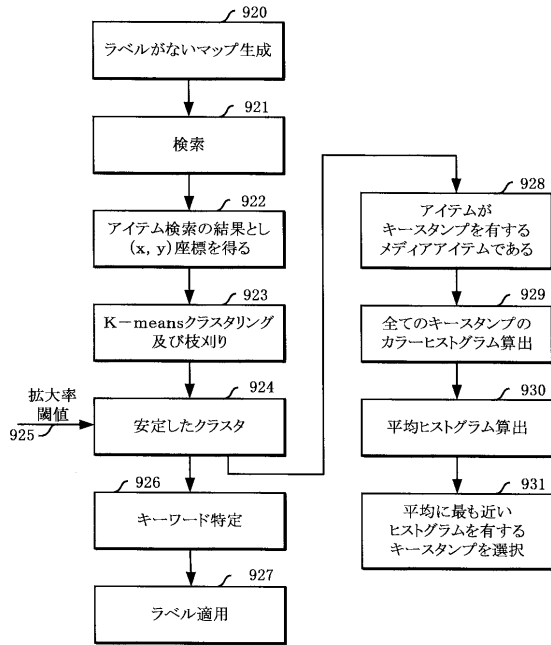 920
ラベルがないマップ生成
921
検索
922
アイテム検索の結果とし
(x, y)座標を得る
923
K-meansクラスタリング
及び枝刈り
924
拡大率
閾値
925
安定したクラスタ
926
キーワード特定
927
ラベル適用
928
アイテムが
キースタンプを有する
メディアアイテムである
929
全てのキースタンプの
カラーヒストグラム算出
930
平均ヒストグラム算出
931
平均に最も近い
ヒストグラムを有する
キースタンプを選択